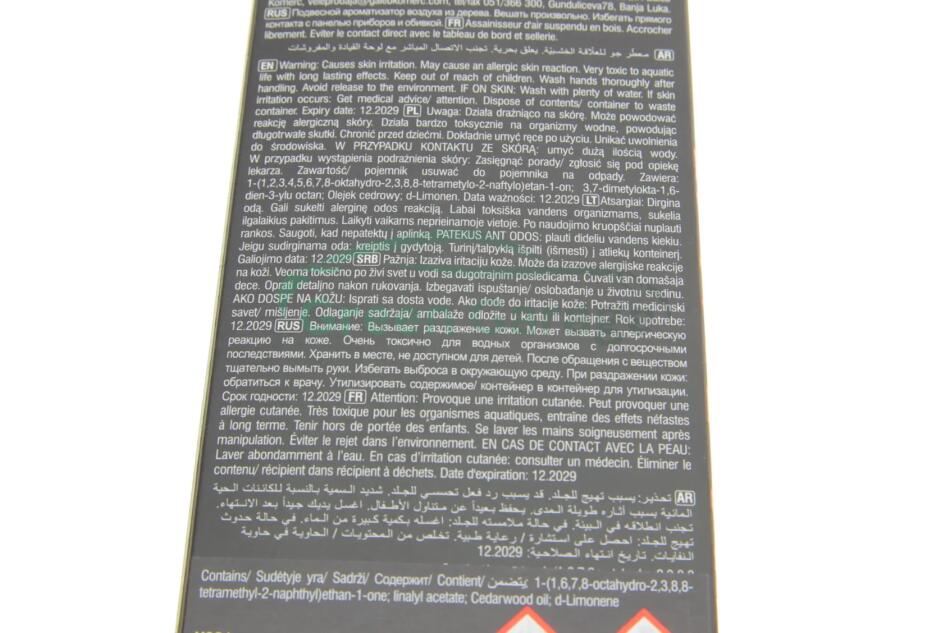 Komerc, veleprodaja@galebkomerc.com, tel/fax 051/366 300, Gunduliceva78, Banja Luka.
RUS Подвесной ароматизатор воздуха из дерева. Вешать произвольно. Избегать прямого
контакта с панелью приборов и обивкой. FR Assainisseur d'air suspendu en bois. Accrocher
librement. Eviter le contact direct avec le tableau de bord et sellerie.
AR معطر جو للعلاقة الخشبية. يعلق بحرية. تجنب الاتصال المباشر مع لوحة القيادة والمفروشات
EN Warning: Causes skin irritation. May cause an allergic skin reaction. Very toxic to aquatic
life with long lasting effects. Keep out of reach of children. Wash hands thoroughly after
handling. Avoid release to the environment. IF ON SKIN: Wash with plenty of water. If skin
irritation occurs: Get medical advice/ attention. Dispose of contents/ container to waste
container. Expiry date: 12.2029 PL Uwaga: Działa drażniąco na skórę. Może powodować
reakcję alergiczną skóry. Działa bardzo toksycznie na organizmy wodne, powodując
długotrwałe skutki. Chronić przed dziećmi. Dokładnie umyć ręce po użyciu. Unikać uwolnienia
do środowiska. W PRZYPADKU KONTAKTU ZE SKÓRĄ: umyć dużą ilością wody.
W przypadku wystąpienia podrażnienia skóry: Zasięgnąć porady/ zgłosić się pod opiekę
lekarza. Zawartość/ pojemnik usuwać do pojemnika na odpady. Zawiera:
1-(1,2,3,4,5,6,7,8-oktahydro-2,3,8,8-tetrametylo-2-naftylo)etan-1-on; 3,7-dimetylokta-1,6-
dien-3-ylu octan; Olejek cedrowy; d-Limonen. Data ważności: 12.2029 LT Atsargiai: Dirgina
odą. Gali sukelti alerginę odos reakciją. Labai toksiška vandens organizmams, sukelia
ilgalaikius pakitimus. Laikyti vaikams neprieinamoje vietoje. Po naudojimo kruopščiai nuplauti
rankos. Saugoti, kad nepatektų į aplinką. PATEKUS ANT ODOS: plauti dideliu vandens kiekiu.
Jeigu sudirginama oda: kreiptis į gydytoją. Turinį/talpyklą išpilti (išmesti) į atliekų konteinerį.
Galiojimo data: 12.2029 SRB Pažnja: Izaziva iritaciju kože. Može da izazove alergijske reakcije
na koži. Veoma toksično po živi svet u vodi sa dugotrajnim posledicama. Čuvati van domašaja
dece. Oprati detaljno nakon rukovanja. Izbegavati ispuštanje/ oslobađanje u životnu sredinu.
AKO DOSPE NA KOŽU: Isprati sa dosta vode. Ako dođe do iritacije kože: Potražiti medicinski
savet/ mišljenje. Odlaganje sadržaja/ ambalaže odložite u kantu ili kontejner. Rok upotrebe:
12.2029 RUS Внимание: Вызывает раздражение кожи. Может вызвать аллергическую
реакцию на коже. Очень токсично для водных организмов с долгосрочными
последствиями. Хранить в месте, не доступном для детей. После обращения с веществом
тщательно вымыть руки. Избегать выброса в окружающую среду. При раздражении кожи:
обратиться к врачу. Утилизировать содержимое/ контейнер в контейнер для утилизации.
Срок годности: 12.2029 FR Attention: Provoque une irritation cutanée. Peut provoquer une
allergie cutanée. Très toxique pour les organismes aquatiques, entraîne des effets néfastes
à long terme. Tenir hors de portée des enfants. Se laver les mains soigneusement après
manipulation. Éviter le rejet dans l'environnement. EN CAS DE CONTACT AVEC LA PEAU:
Laver abondamment à l'eau. En cas d'irritation cutanée: consulter un médecin. Éliminer le
contenu/ récipient dans récipient à déchets. Date d'expiration: 12.2029
AR تحذير: يسبب تهيج للجلد. قد يسبب رد فعل تحسسي للجلد. شديد السمية بالنسبة للكائنات الحية
المائية بسبب آثاره طويلة المدى. يحفظ بعيداً عن متناول الأطفال. اغسل يديك جيداً بعد الانتهاء.
تجنب انطلاقه في البيئة. في حالة ملامسته للجلد: اغسله بكمية كبيرة من الماء. في حالة حدوث
تهيج للجلد: احصل على استشارة / رعاية طبية. تخلص من المحتويات / الحاوية في حاوية
النفايات. تاريخ انتهاء الصلاحية: 12.2029
Contains/ Sudėtyje yra/ Sadrži/ Содержит/ Contient/ يتضمن/ 1-(1,6,7,8-octahydro-2,3,8,8-
tetramethyl-2-naphthyl)ethan-1-one; linalyl acetate; Cedarwood oil; d-Limonene